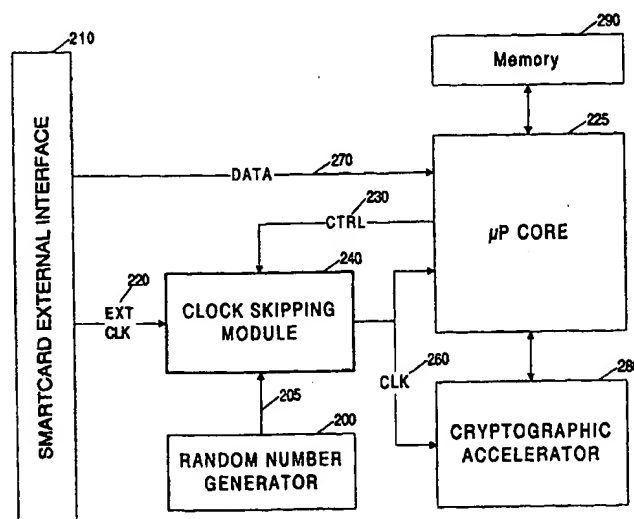 210
SMARTCARD EXTERNAL INTERFACE
290
Memory
225
μP CORE
DATA
270
230
CTRL
240
CLOCK SKIPPING
MODULE
220
EXT
CLK
CLK
260
205
200
RANDOM NUMBER
GENERATOR
280
CRYPTOGRAPHIC
ACCELERATOR